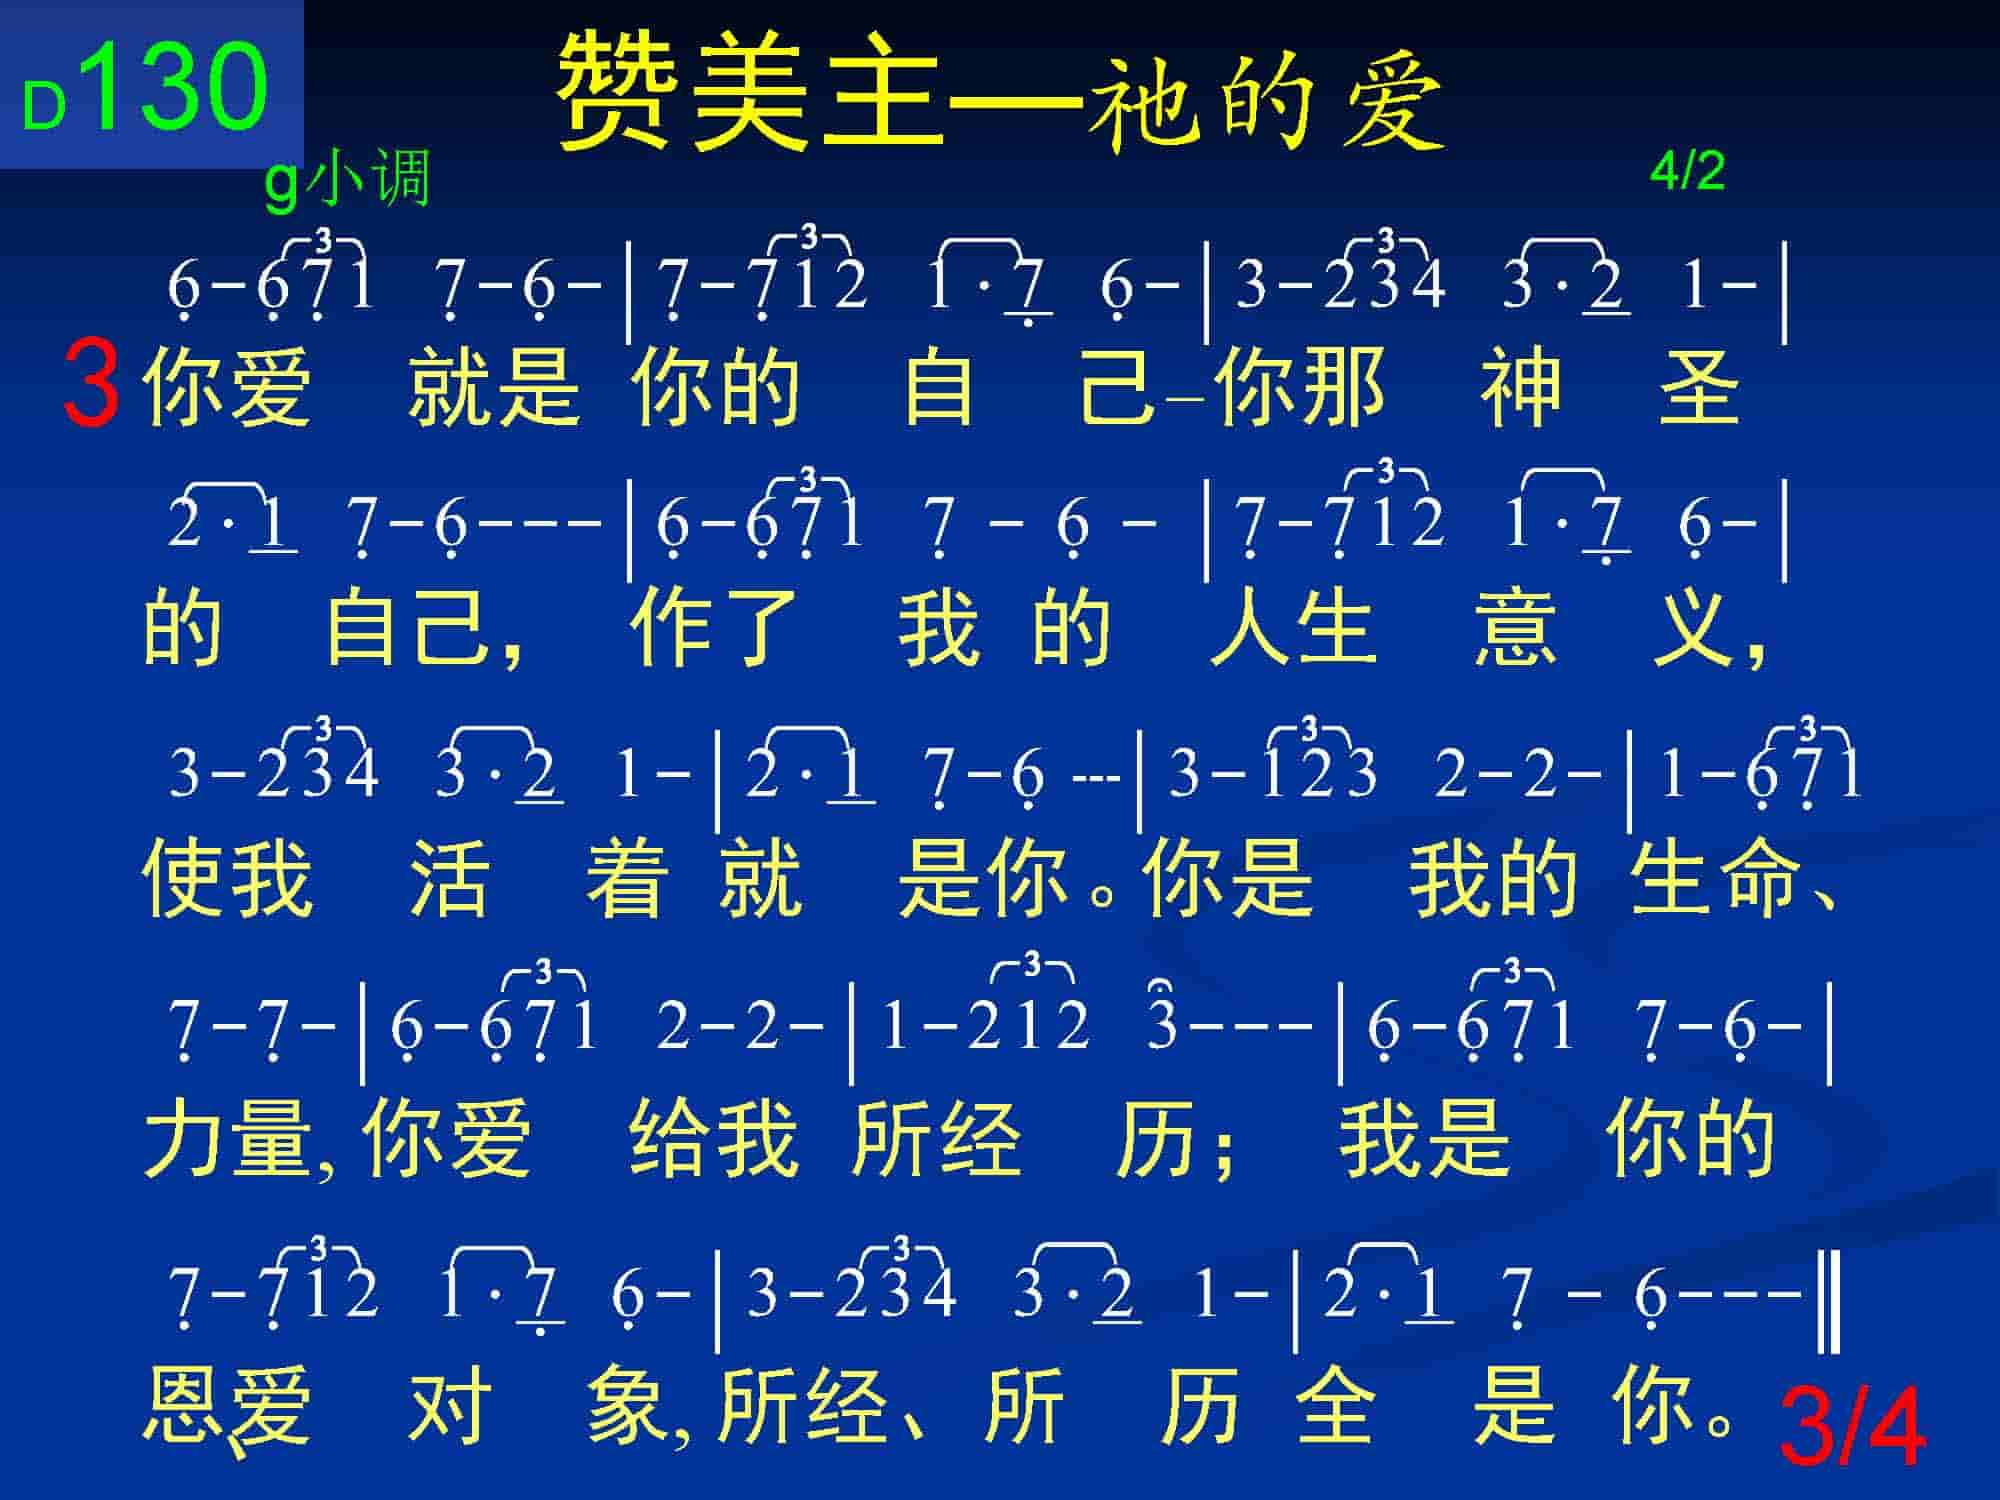 D130
赞美主—祂的爱
g小调 4/2
6-6 7 1 7-6-|7-7 1 2 1·7 6-|3-2 3 4 3·2 1-|
3 你爱 就是 你的 自 己–你那 神 圣
2·1 7-6---|6-6 7 1 7 - 6 -|7-7 1 2 1·7 6-|
的 自己， 作了 我 的 人生 意 义，
3-2 3 4 3·2 1-|2·1 7-6 ---|3-1 2 3 2-2-|1-6 7 1
使我 活 着 就 是你。你是 我的 生命、
7-7-|6-6 7 1 2-2-|1-2 1 2 3---|6-6 7 1 7-6-|
力量, 你爱 给我 所经 历； 我是 你的
7-7 1 2 1·7 6-|3-2 3 4 3·2 1-|2·1 7 - 6---‖
恩、爱 对 象, 所经、所 历 全 是 你。
3/4